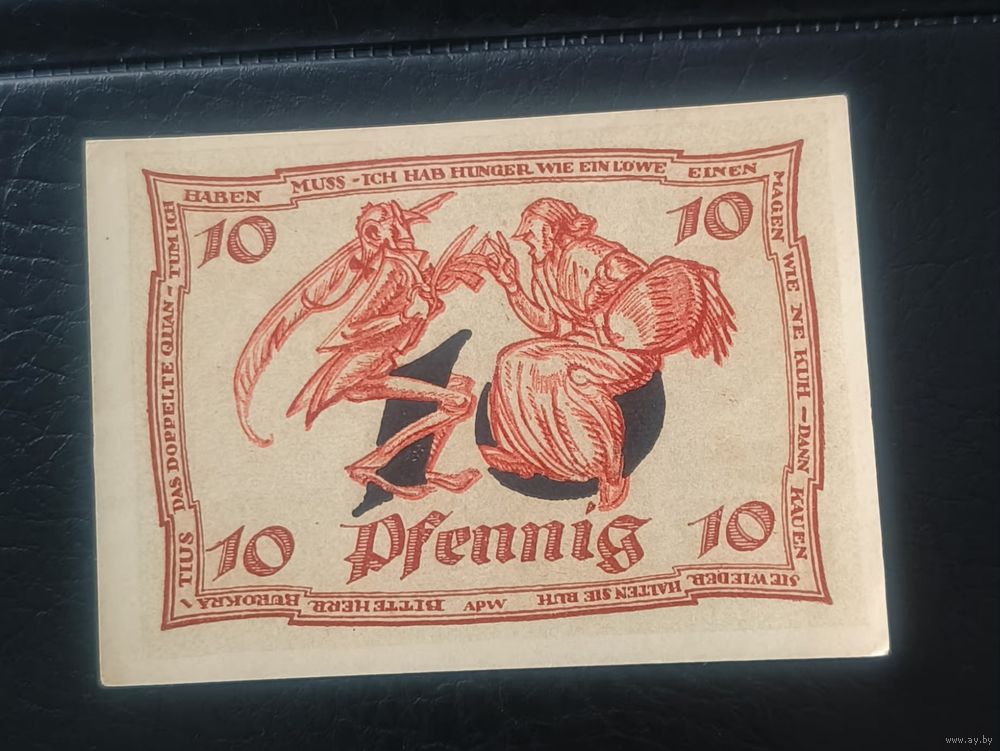 HABEN MUSS - ICH HAB HUNGER WIE EIN LÖWE EINEN
MAGEN WIE NE KUH - DANN KAUEN
SIE WIEDER. HALTEN SIE RUH
APW
BITTE HERR BUROKRA
TIUS DAS DOPPELTE QUAN - TUM ICH
10
10
10
Pfennig
10
www.ay.by